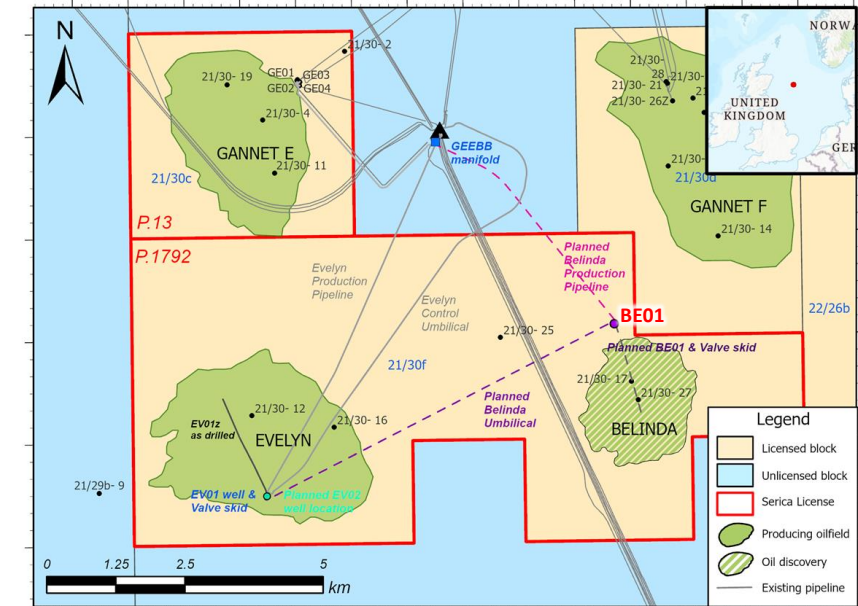 N
NORWA
UNITED
KINGDOM
GER
21/30- 2
21/30- 19
GE01
GE03
GE02
GE04
21/30- 4
GANNET E
21/30- 11
21/30c
P.13
P.1792
GEEBB
manifold
21/30-
28
21/30-
21/30- 21
21/30- 26Z
21/30-
21/30d
GANNET F
21/30- 14
22/26b
Evelyn
Production
Pipeline
Evelyn
Control
Umbilical
Planned
Belinda
Production
Pipeline
BE01
21/30- 25
Planned BE01 & Valve skid
21/30f
21/30- 17
21/30- 27
BELINDA
Planned
Belinda
Umbilical
21/30- 12
EV01z
as drilled
EVELYN
21/30- 16
21/29b- 9
EV01 well &
Valve skid
Planned EV02
well location
0 1.25 2.5 5
km
Legend
Licensed block
Unlicensed block
Serica License
Producing oilfield
Oil discovery
Existing pipeline